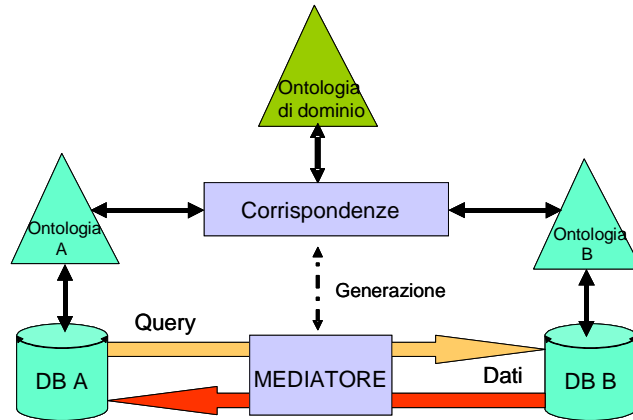 Ontologia
di dominio
Corrispondenze
Ontologia
A
Ontologia
B
Generazione
Query
MEDIATORE
Dati
DB A
DB B